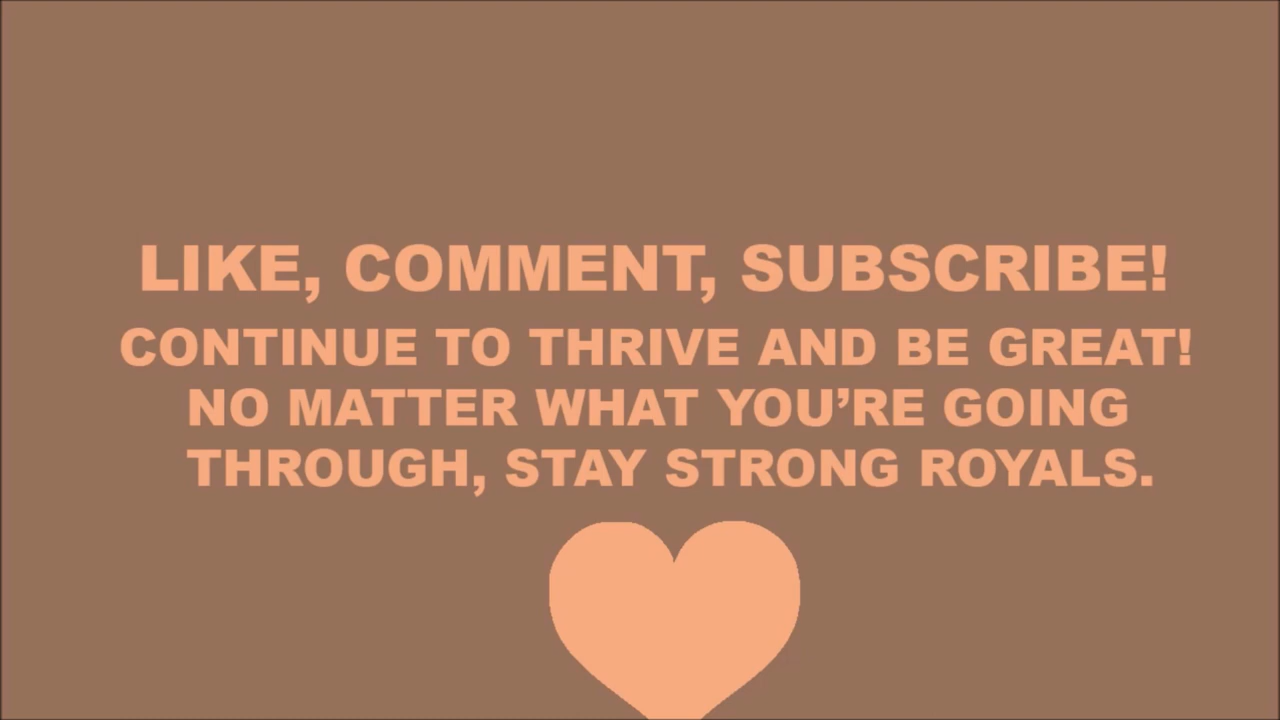 LIKE, COMMENT, SUBSCRIBE!
CONTINUE TO THRIVE AND BE GREAT!
NO MATTER WHAT YOU’RE GOING
THROUGH, STAY STRONG ROYALS.